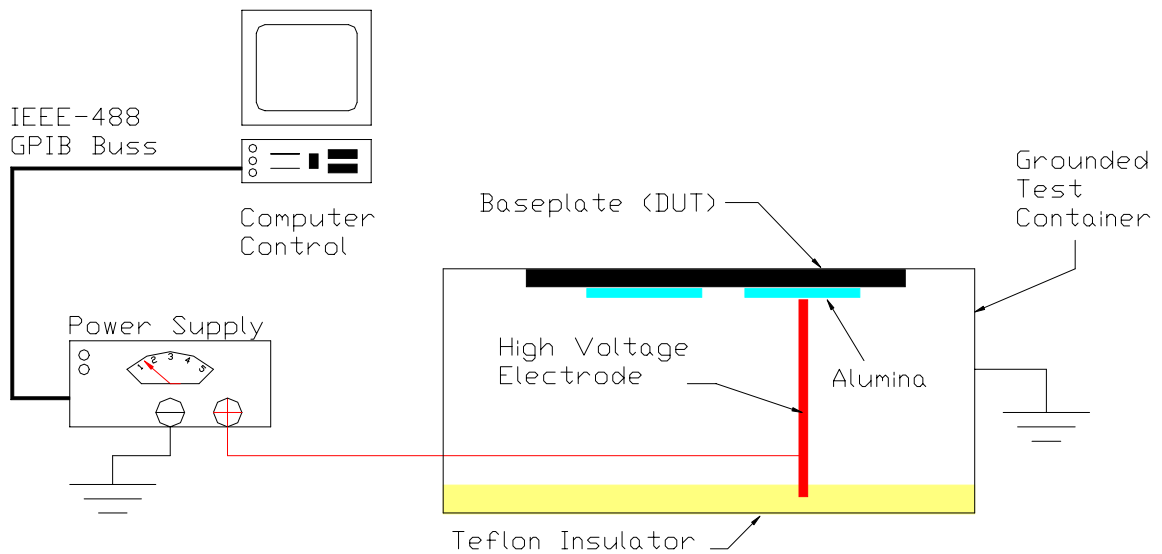 IEEE-488
GPIB Buss
Computer
Control
Baseplate (DUT)
Grounded
Test
Container
Power Supply
1 2 3 4 5
High Voltage
Electrode
Alumina
Teflon Insulator